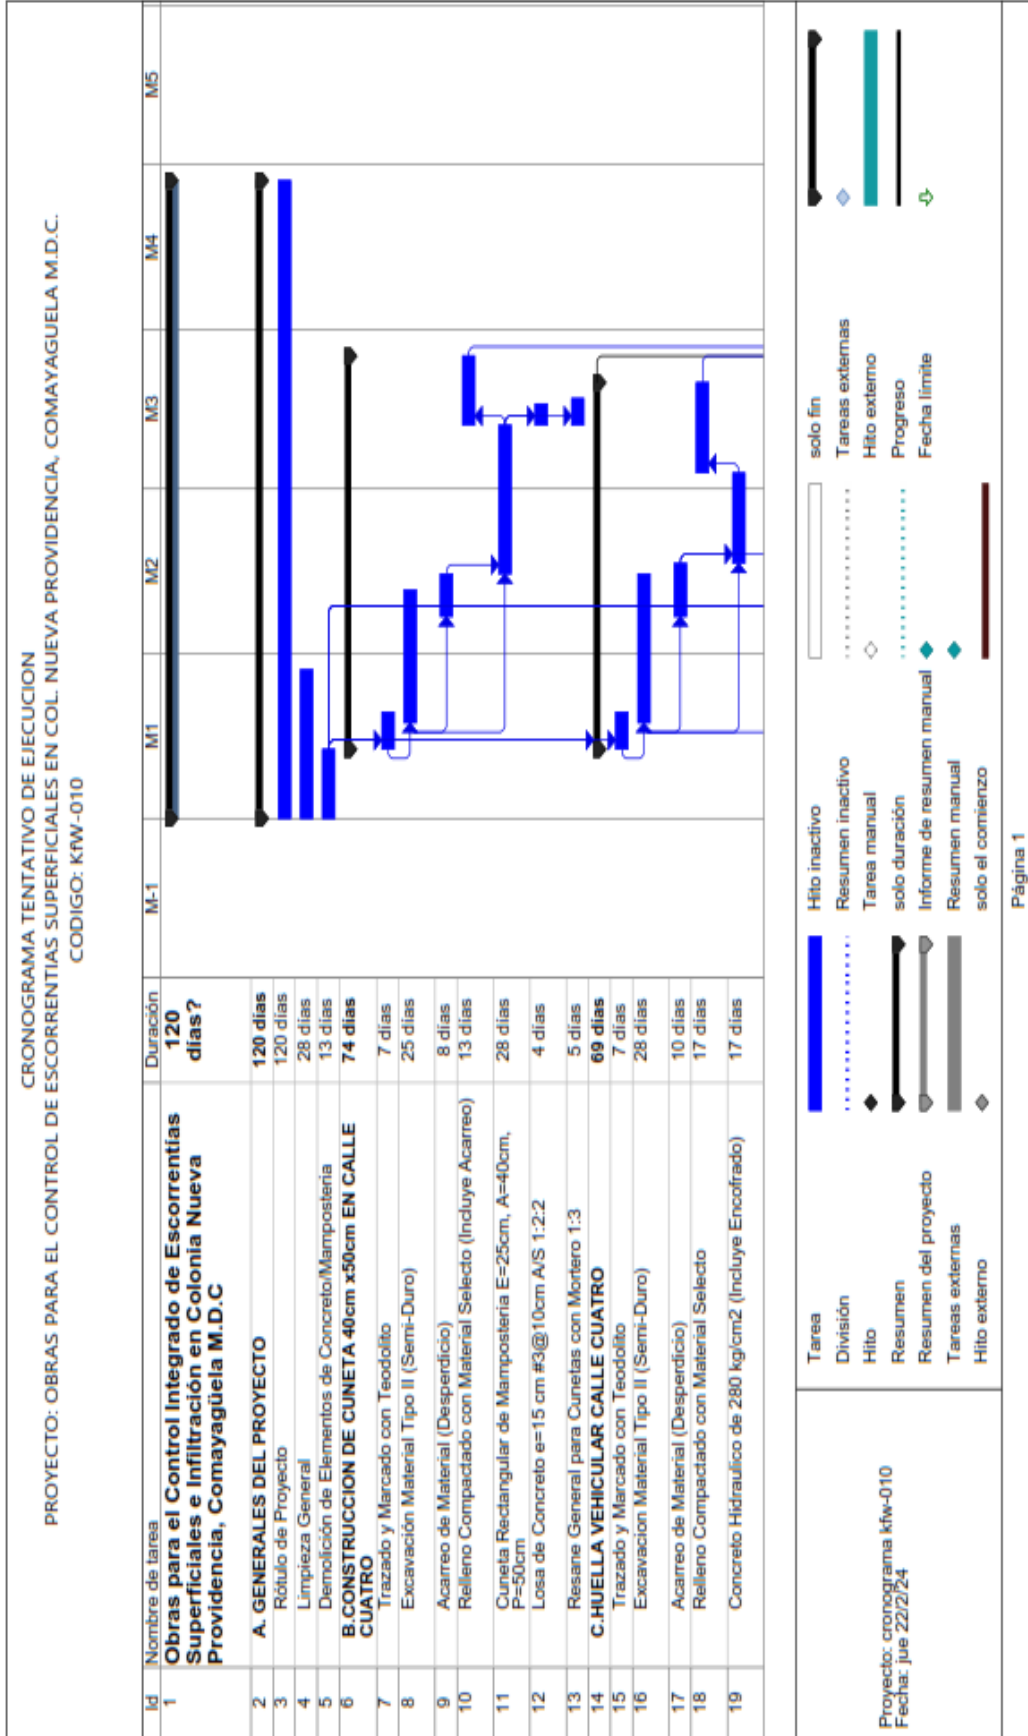 CRONOGRAMA TENTATIVO DE EJECUCION
PROYECTO: OBRAS PARA EL CONTROL DE ESCORRENTIAS SUPERFICIALES EN COL. NUEVA PROVIDENCIA, COMAYAGUELA M.D.C.
CODIGO: KfW-010
Id Nombre de tarea Duración M-1 M1 M2 M3 M4 M5
1 Obras para el Control Integrado de Escorrentías 120
Superficiales e Infiltración en Colonia Nueva días?
Providencia, Comayagüela M.D.C
2 A. GENERALES DEL PROYECTO 120 días
3 Rótulo de Proyecto 120 días
4 Limpieza General 28 días
5 Demolición de Elementos de Concreto/Mampostería 13 días
6 B.CONSTRUCCION DE CUNETA 40cm x50cm EN CALLE 74 días
CUATRO
7 Trazado y Marcado con Teodolito 7 días
8 Excavación Material Tipo II (Semi-Duro) 25 días
9 Acarreo de Material (Desperdicio) 8 días
10 Relleno Compactado con Material Selecto (Incluye Acarreo) 13 días
11 Cuneta Rectangular de Mampostería E=25cm, A=40cm, 28 días
P=50cm
12 Losa de Concreto e=15 cm #3@10cm A/S 1:2:2 4 días
13 Resane General para Cunetas con Mortero 1:3 5 días
14 C.HUELLA VEHICULAR CALLE CUATRO 69 días
15 Trazado y Marcado con Teodolito 7 días
16 Excavacion Material Tipo II (Semi-Duro) 28 días
17 Acarreo de Material (Desperdicio) 10 días
18 Relleno Compactado con Material Selecto 17 días
19 Concreto Hidraulico de 280 kg/cm2 (Incluye Encofrado) 17 días
Proyecto: cronograma kfw-010
Fecha: jue 22/2/24
Tarea Hito inactivo solo fin
División Resumen inactivo Tareas externas
Hito Tarea manual Hito externo
Resumen solo duración Progreso
Resumen del proyecto Informe de resumen manual Fecha límite
Tareas externas Resumen manual
Hito externo solo el comienzo
Página 1